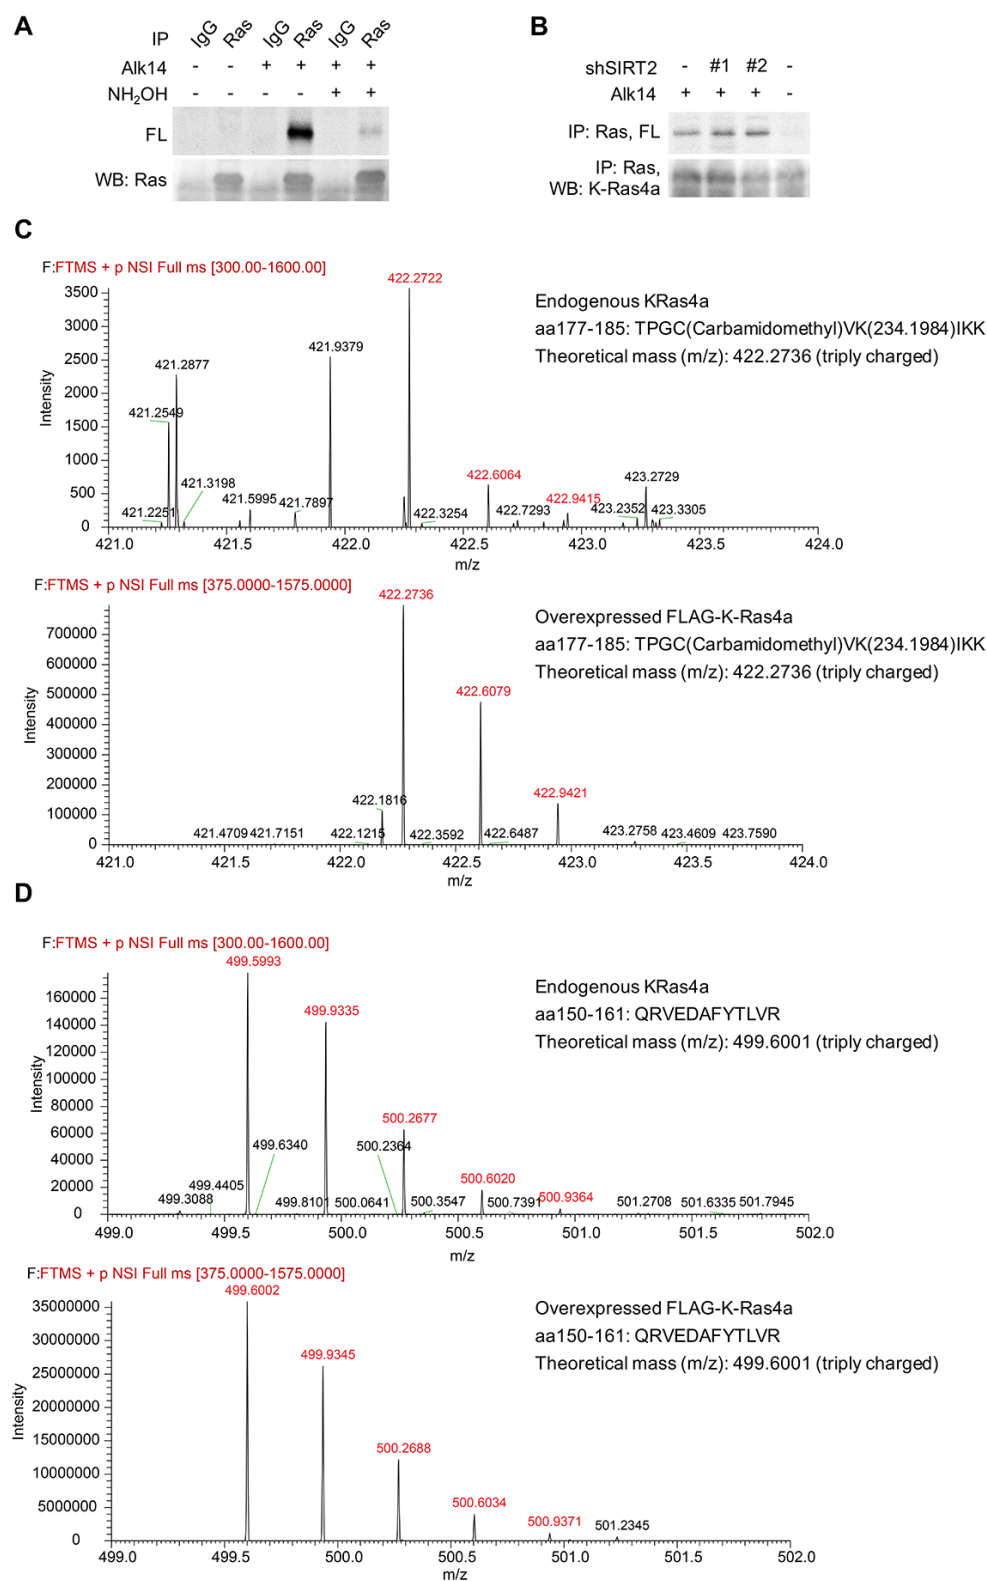 A
IP IgG Ras IgG Ras IgG Ras
Alk14 - - + + + +
NH2OH - - - - + +
FL
WB: Ras
B
shSIRT2 - #1 #2 -
Alk14 + + + -
IP: Ras, FL
IP: Ras,
WB: K-Ras4a
C
F:FTMS + p NSI Full ms [300.00-1600.00]
422.2722
Endogenous KRas4a
aa177-185: TPGC(Carbamidomethyl)VK(234.1984)IKK
Theoretical mass (m/z): 422.2736 (triply charged)
3500
3000
2500
2000
1500
1000
500
0
Intensity
421.9379
421.2877
421.2549
421.3198
421.2251
421.5995
421.7897
422.3254
422.6064
422.7293
422.9415
423.2352
423.2729
423.3305
421.0 421.5 422.0 422.5 423.0 423.5 424.0
m/z
F:FTMS + p NSI Full ms [375.0000-1575.0000]
422.2736
Overexpressed FLAG-K-Ras4a
aa177-185: TPGC(Carbamidomethyl)VK(234.1984)IKK
Theoretical mass (m/z): 422.2736 (triply charged)
700000
600000
500000
400000
300000
200000
100000
0
Intensity
422.6079
422.9421
422.1816
421.4709 421.7151 422.1215 422.3592 422.6487 423.2758 423.4609 423.7590
421.0 421.5 422.0 422.5 423.0 423.5 424.0
m/z
D
F:FTMS + p NSI Full ms [300.00-1600.00]
499.5993
Endogenous KRas4a
aa150-161: QRVEDAFYTLVR
Theoretical mass (m/z): 499.6001 (triply charged)
160000
140000
120000
100000
80000
60000
40000
20000
0
Intensity
499.9335
500.2677
499.6340
500.2364
500.6020
499.4405
499.3088
499.8101 500.0641 500.3547 500.7391
500.9364
501.2708 501.6335 501.7945
499.0 499.5 500.0 500.5 501.0 501.5 502.0
m/z
F:FTMS + p NSI Full ms [375.0000-1575.0000]
499.6002
Overexpressed FLAG-K-Ras4a
aa150-161: QRVEDAFYTLVR
Theoretical mass (m/z): 499.6001 (triply charged)
35000000
30000000
25000000
20000000
15000000
10000000
5000000
0
Intensity
499.9345
500.2688
500.6034
500.9371
501.2345
499.0 499.5 500.0 500.5 501.0 501.5 502.0
m/z